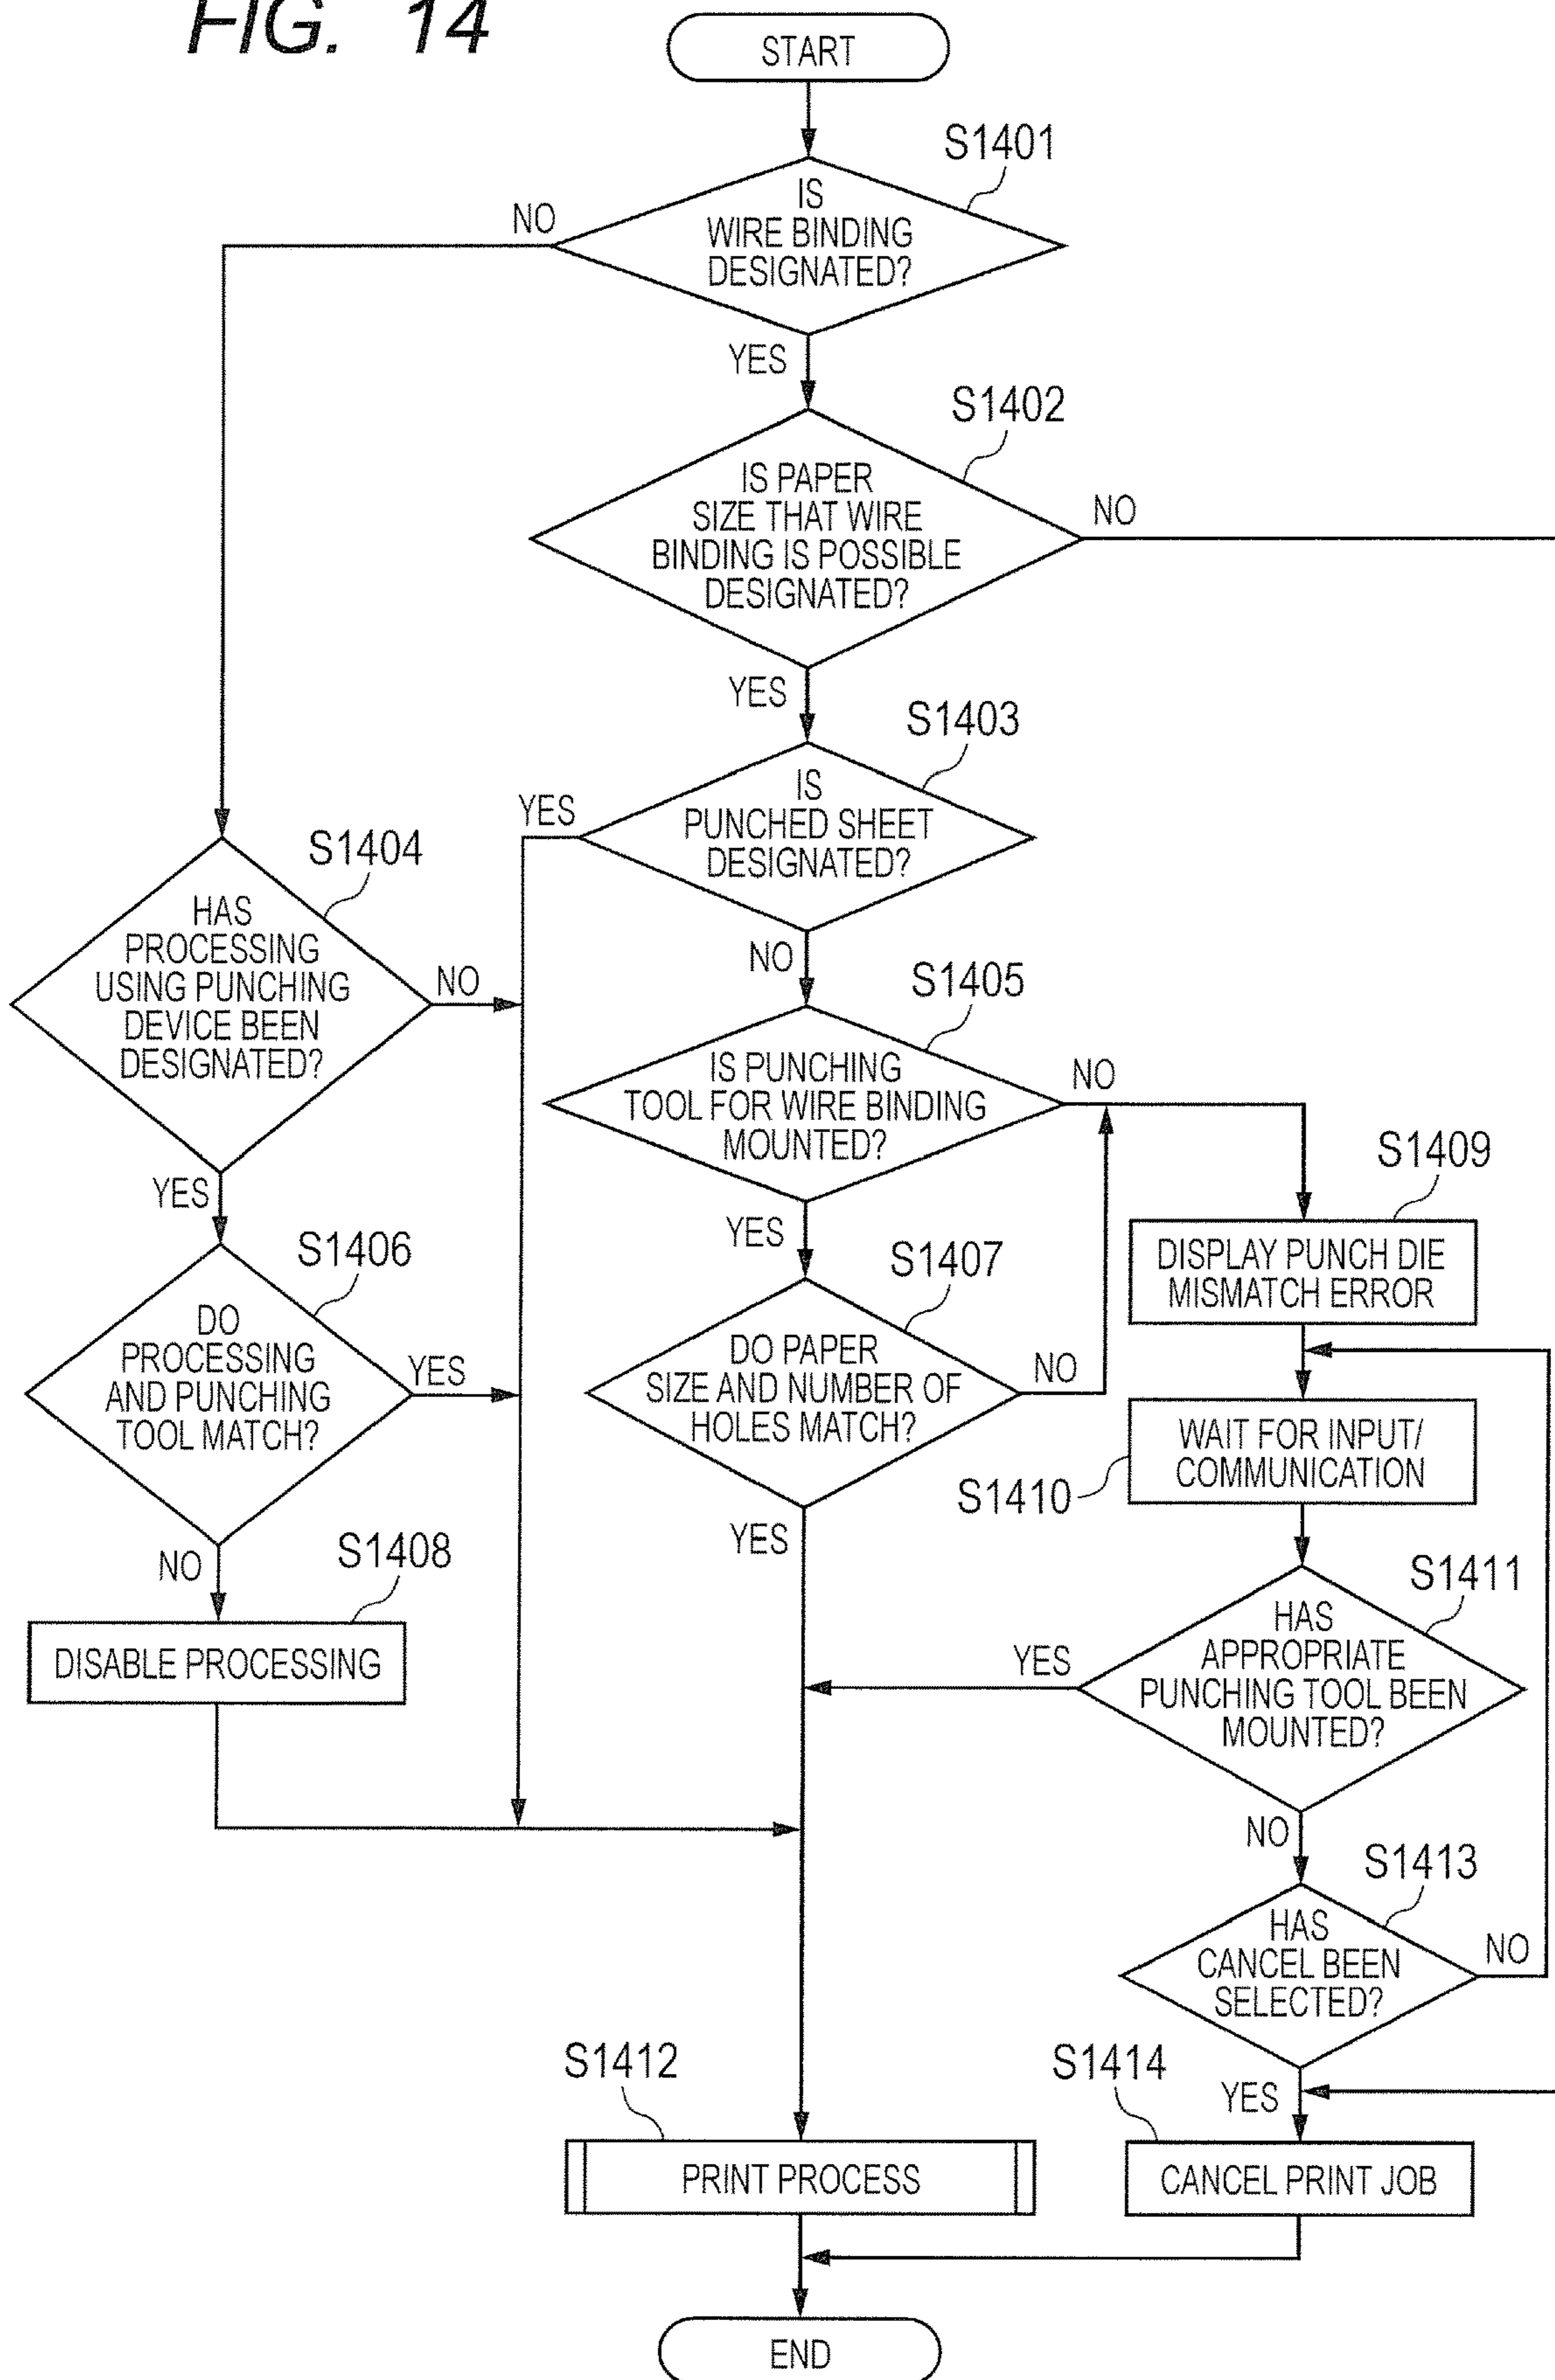 FIG. 14
START
S1401
IS
WIRE BINDING
DESIGNATED?
NO
YES
S1402
IS PAPER
SIZE THAT WIRE
BINDING IS POSSIBLE
DESIGNATED?
NO
YES
S1403
IS
PUNCHED SHEET
DESIGNATED?
YES
NO
S1404
HAS
PROCESSING
USING PUNCHING
DEVICE BEEN
DESIGNATED?
NO
YES
S1405
IS PUNCHING
TOOL FOR WIRE BINDING
MOUNTED?
NO
YES
S1406
DO
PROCESSING
AND PUNCHING
TOOL MATCH?
YES
NO
S1407
DO PAPER
SIZE AND NUMBER OF
HOLES MATCH?
NO
YES
S1408
DISABLE PROCESSING
S1409
DISPLAY PUNCH DIE
MISMATCH ERROR
S1410
WAIT FOR INPUT/
COMMUNICATION
S1411
HAS
APPROPRIATE
PUNCHING TOOL BEEN
MOUNTED?
YES
NO
S1413
HAS
CANCEL BEEN
SELECTED?
NO
YES
S1412
PRINT PROCESS
S1414
CANCEL PRINT JOB
END